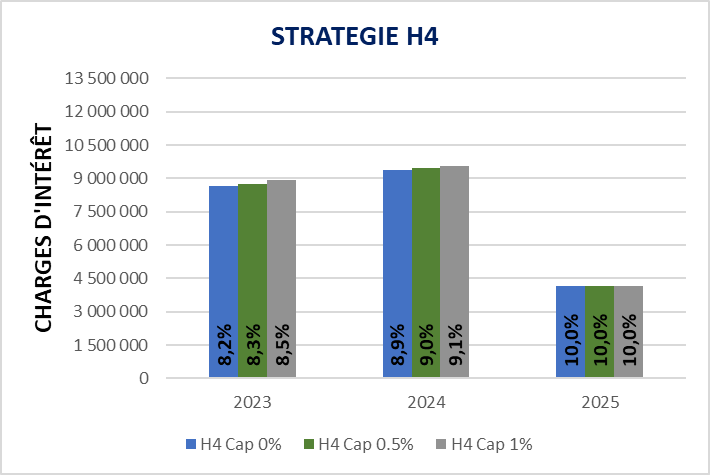 STRATEGIE H4
CHARGES D'INTÉRÊT
13 500 000
12 000 000
10 500 000
9 000 000
7 500 000
6 000 000
4 500 000
3 000 000
1 500 000
0
8,2%
8,3%
8,5%
8,9%
9,0%
9,1%
10,0%
10,0%
10,0%
2023
2024
2025
H4 Cap 0%
H4 Cap 0.5%
H4 Cap 1%